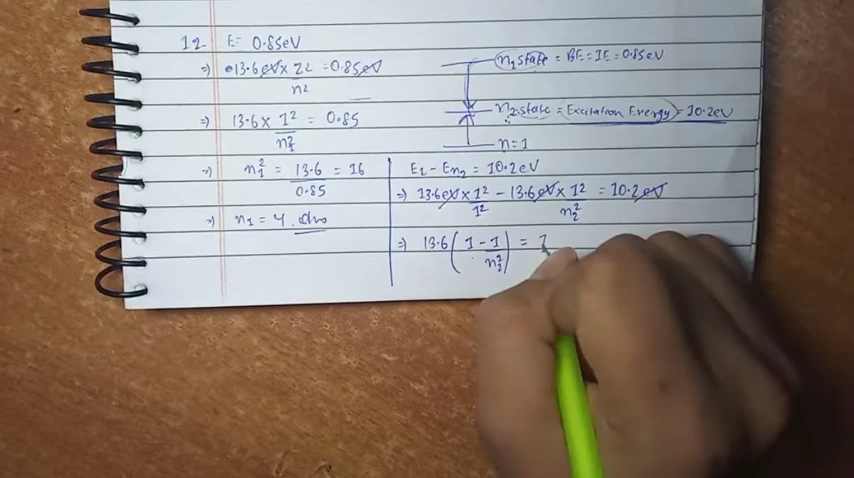 12. E = 0.85eV
⇒ 13.6eV × Z² / n² = 0.85eV
⇒ 13.6 × 1² / n₁² = 0.85
⇒ n₁² = 13.6 / 0.85 = 16
⇒ n₁ = 4. Ans
n₁ state = BE = IE = 0.85eV
n₂ state = Excitation Energy = 10.2eV
n = 1
E₁ - En₂ = 10.2eV
⇒ 13.6eV × 1² / 1² - 13.6eV × 1² / n₂² = 10.2eV
⇒ 13.6 (1 - 1 / n₂²) = 1